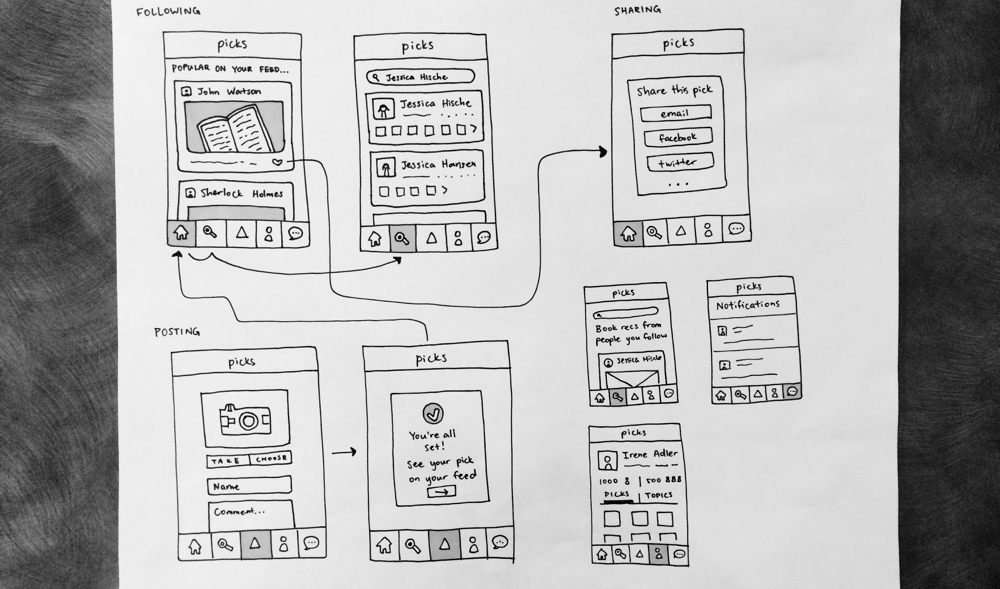 FOLLOWING
picks
POPULAR ON YOUR FEED...
John Watson
Sherlock Holmes
picks
Jessica Hische
Jessica Hische
Jessica Hansen
SHARING
picks
Share this pick
email
facebook
twitter
...
POSTING
picks
TAKE
CHOOSE
Name
Comment...
picks
You're all
set!
See your pick
on your feed
picks
Book recs from
people you follow
Jessica Hische
picks
Notifications
picks
Irene Adler
1000 | 500
PICKS | TOPICS